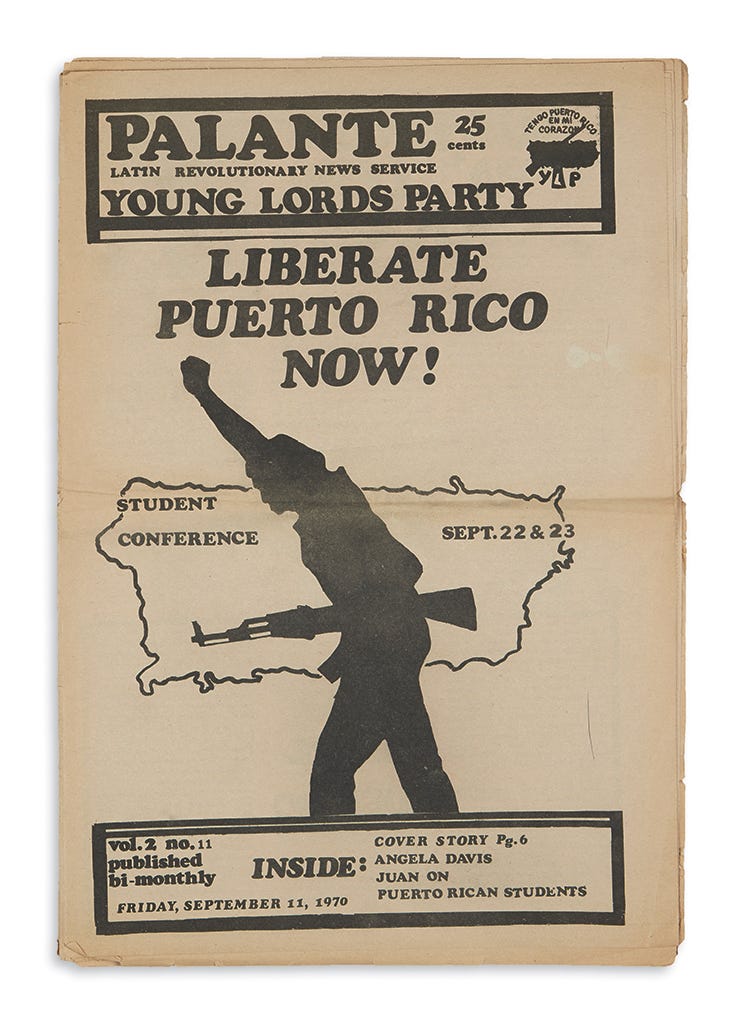 PALANTE
25
cents
LATIN REVOLUTIONARY NEWS SERVICE
YOUNG LORDS PARTY
TENGO PUERTO RICO
EN MI
CORAZON
YLP
LIBERATE
PUERTO RICO
NOW!
STUDENT
CONFERENCE
SEPT. 22 & 23
vol. 2 no. 11
published
bi-monthly
FRIDAY, SEPTEMBER 11, 1970
INSIDE:
COVER STORY Pg. 6
ANGELA DAVIS
JUAN ON
PUERTO RICAN STUDENTS